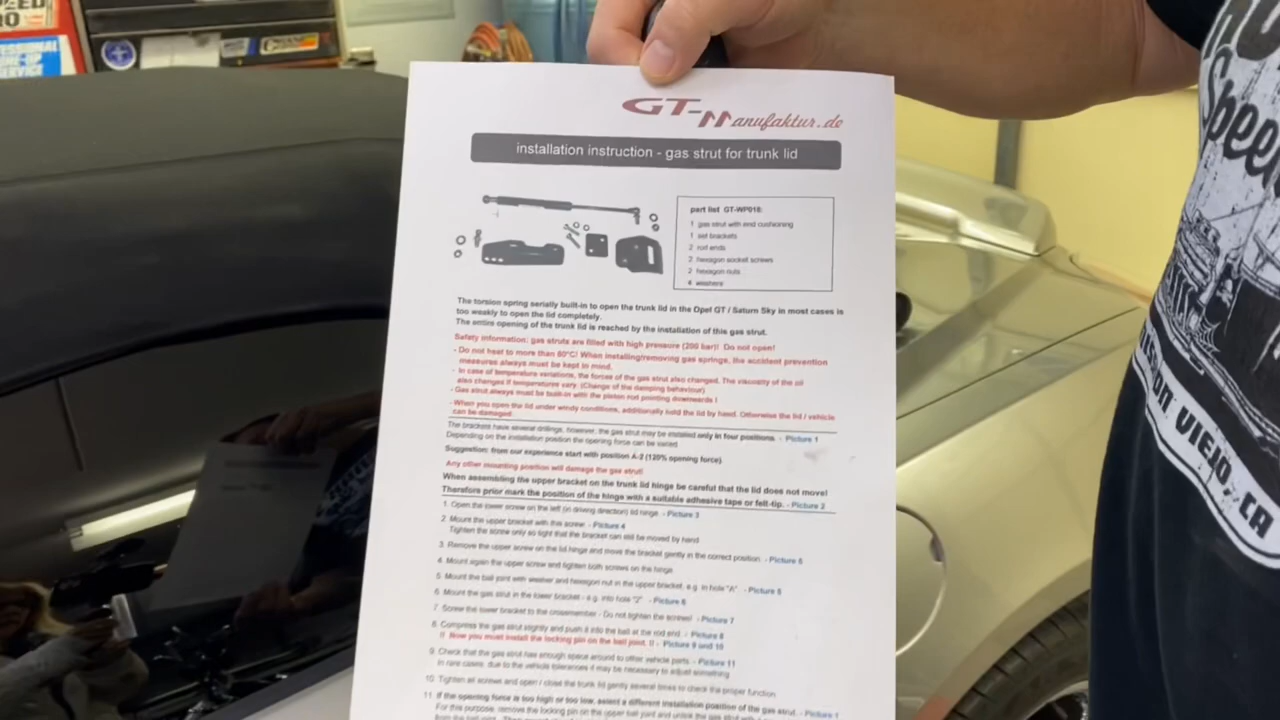 GT-Manufaktur.de
installation instruction - gas strut for trunk lid
part list GT-WP018:
1 gas strut with end cushioning
1 set brackets
2 rod ends
2 hexagon socket screws
2 hexagon nuts
4 washers
The torsion spring serially built-in to open the trunk lid in the Opel GT / Saturn Sky in most cases is
too weakly to open the lid completely.
The entire opening of the trunk lid is reached by the installation of this gas strut.
Safety information: gas struts are filled with high pressure (200 bar)! Do not open!
- Do not heat to more than 80°C! When installing/removing gas springs, the accident prevention
measures always must be kept in mind.
- In case of temperature variations, the forces of the gas strut also changed. The viscosity of the oil
also changes if temperatures vary. (Change of the damping behaviour)
- Gas strut always must be built-in with the piston rod pointing downwards !
- When you open the lid under windy conditions, additionally hold the lid by hand. Otherwise the lid / vehicle
can be damaged.
The brackets have several drillings, however, the gas strut may be installed only in four positions. - Picture 1
Depending on the installation position the opening force can be varied.
Suggestion: from our experience start with position A-2 (120% opening force).
Any other mounting position will damage the gas strut!
When assembling the upper bracket on the trunk lid hinge be careful that the lid does not move!
Therefore prior mark the position of the hinge with a suitable adhesive tape or felt-tip. - Picture 2
1. Open the lower screw on the left (in driving direction) lid hinge. - Picture 3
2. Mount the upper bracket with this screw. - Picture 4
Tighten the screw only so tight that the bracket can still be moved by hand
3. Remove the upper screw on the lid hinge and move the bracket gently in the correct position. - Picture 5
4. Mount again the upper screw and tighten both screws on the hinge.
5. Mount the ball joint with washer and hexagon nut in the upper bracket, e.g. in hole "A". - Picture 5
6. Mount the gas strut in the lower bracket - e.g. into hole "2". - Picture 6
7. Screw the lower bracket to the crossmember - Do not tighten the screws! - Picture 7
8. Compress the gas strut slightly and push it into the ball at the rod end. - Picture 8
!! Now you must install the locking pin on the ball joint. !! - Picture 9 und 10
9. Check that the gas strut has enough space around to other vehicle parts. - Picture 11
In rare cases, due to the vehicle tolerances it may be necessary to adjust something
10. Tighten all screws and open / close the trunk lid gently several times to check the proper function
11. If the opening force is too high or too low, select a different installation position of the gas strut. - Picture 1
For this purpose, remove the locking pin on the upper ball joint and unlink the gas strut
Speed
VIEJO, CA